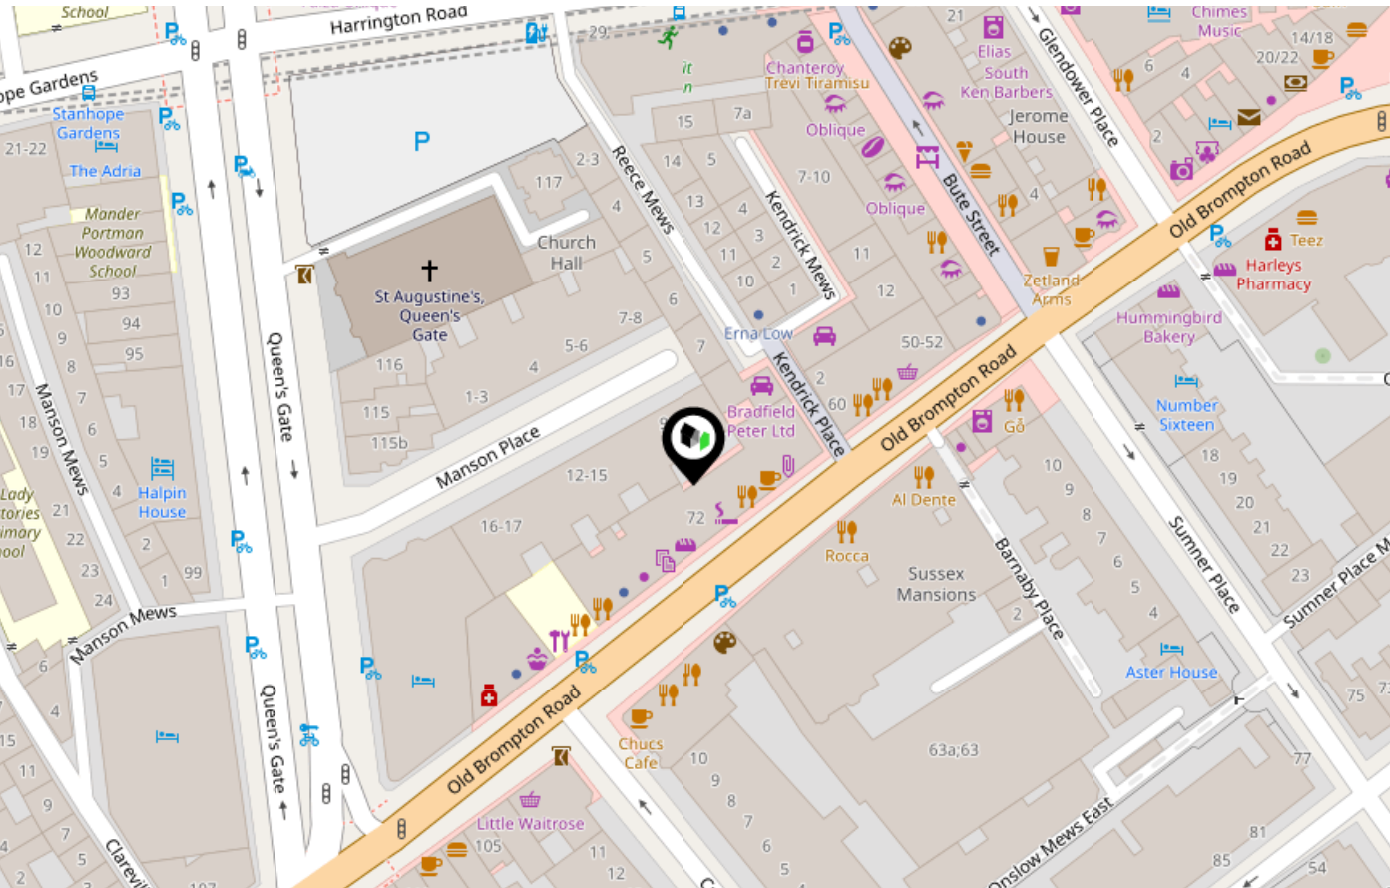 School
Harrington Road
29
it
n
Chanteroy
Trevi Tiramisu
21
Elias
South
Ken Barbers
Glendower Place
Chimes
Music
14/18
20/22
6
4
P
Stanhope
Gardens
21-22
The Adria
15
7a
Oblique
Jerome
House
2
Old Brompton Road
Mander
Portman
Woodward
School
2-3
117
4
Reece Mews
14
5
13
12
11
10
4
3
2
1
Kendrick Mews
7-10
Oblique
Bute Street
4
12
11
10
9
8
7
6
5
4
93
94
95
Church
Hall
St Augustine's,
Queen's
Gate
5
6
7
7-8
5-6
4
1-3
116
115
115b
Erna Low
11
12
Zetland
Arms
Teez
Harleys
Pharmacy
Hummingbird
Bakery
50-52
2
60
Queen's Gate
Manson Mews
16
17
18
19
21
22
23
24
Halpin
House
2
1
99
Manson Place
12-15
16-17
Bradfield
Peter Ltd
Kendrick Place
Old Brompton Road
Gỗ
Number
Sixteen
Al Dente
72
Rocca
Sussex
Mansions
Barnaby Place
2
10
9
8
7
6
5
4
18
19
20
21
22
23
Sumner Place
Aster House
Manson Mews
6
4
15
11
9
7
5
4
2
Queen's Gate
Old Brompton Road
Chucs
Cafe
10
9
8
7
6
5
63a;63
75
77
Little Waitrose
105
11
12
Onslow Mews East
81
85
54